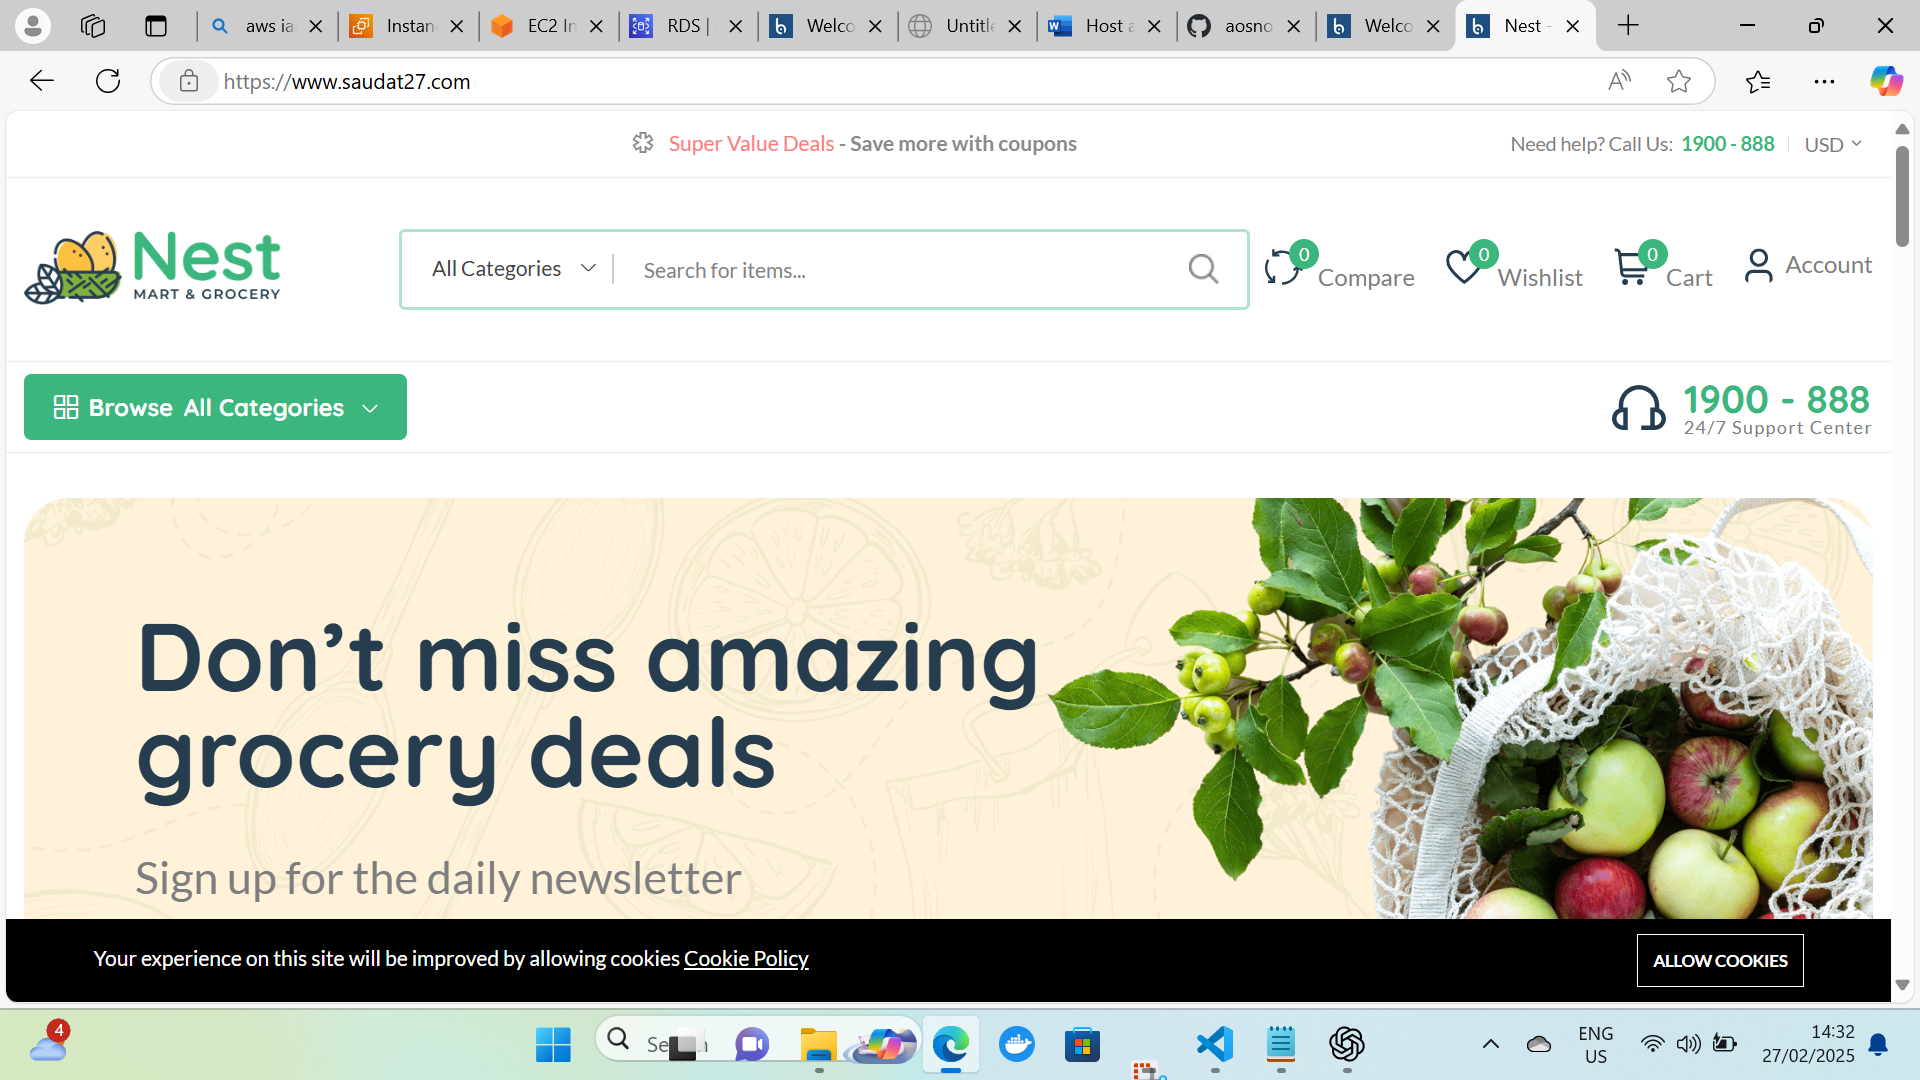 aws ia
Instan
EC2 In
RDS |
Welco
Untitle
Host a
aosno
Welco
Nest -
https://www.saudat27.com
Super Value Deals - Save more with coupons
Need help? Call Us: 1900 - 888
USD
Nest
MART & GROCERY
All Categories
Search for items...
0
Compare
0
Wishlist
0
Cart
Account
Browse All Categories
1900 - 888
24/7 Support Center
Don’t miss amazing
grocery deals
Sign up for the daily newsletter
Your experience on this site will be improved by allowing cookies Cookie Policy
ALLOW COOKIES
4
ENG
US
14:32
27/02/2025